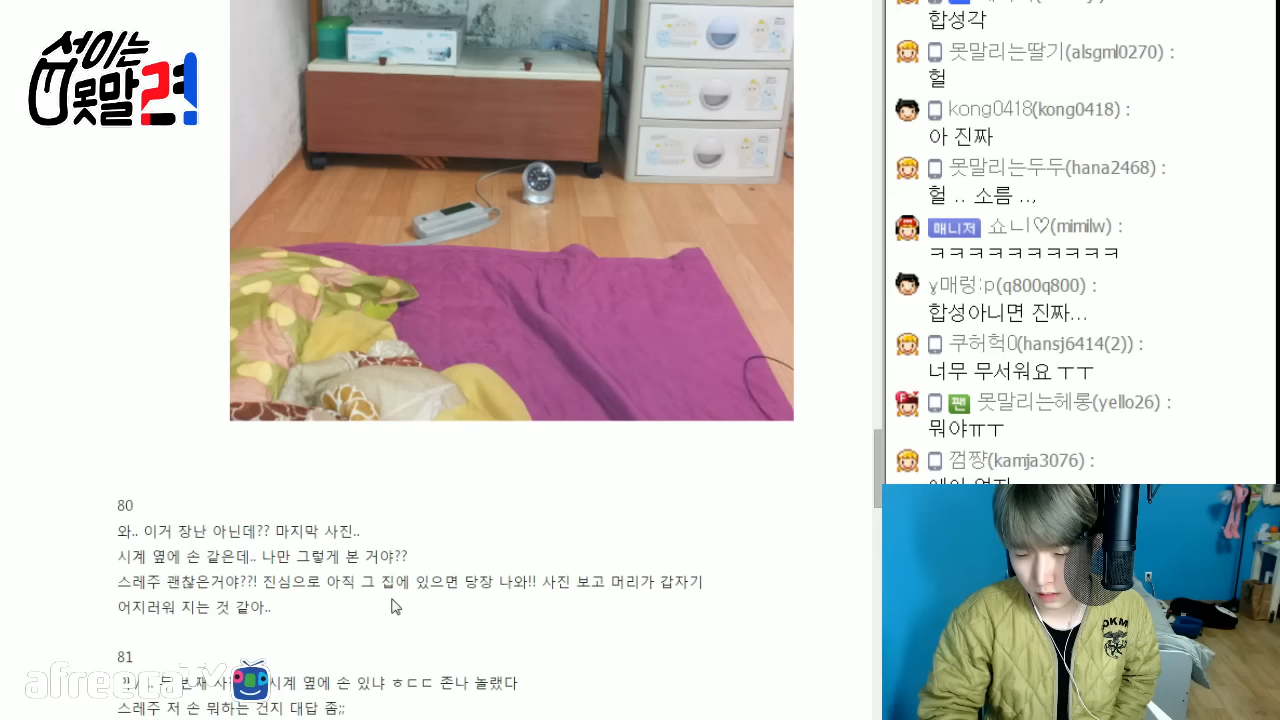 섭이는
못말려!
80
와.. 이거 장난 아닌데?? 마지막 사진..
시계 옆에 손 같은데.. 나만 그렇게 본 거야??
스레주 괜찮은거야??! 진심으로 아직 그 집에 있으면 당장 나와!! 사진 보고 머리가 갑자기
어지러워 지는 것 같아..
81
시계 옆에 손 있냐 ㅎㄷㄷ 존나 놀랬다
스레주 저 손 뭐하는 건지 대답 좀;;
afreecaTV
합성각
못말리는딸기(alsgml0270) :
헐
kong0418(kong0418) :
아 진짜
못말리는두두(hana2468) :
헐 .. 소름 ..,
매니저 쇼ㄴㅣ♡(mimilw) :
ㅋㅋㅋㅋㅋㅋㅋㅋㅋㅋ
ɣ매렁:p(q800q800) :
합성아니면 진짜...
쿠허헉0(hansj6414(2)) :
너무 무서워요 ㅜㅜ
팬 못말리는헤롱(yello26) :
뭐야ㅠㅜ
껌쨩(kamja3076) :